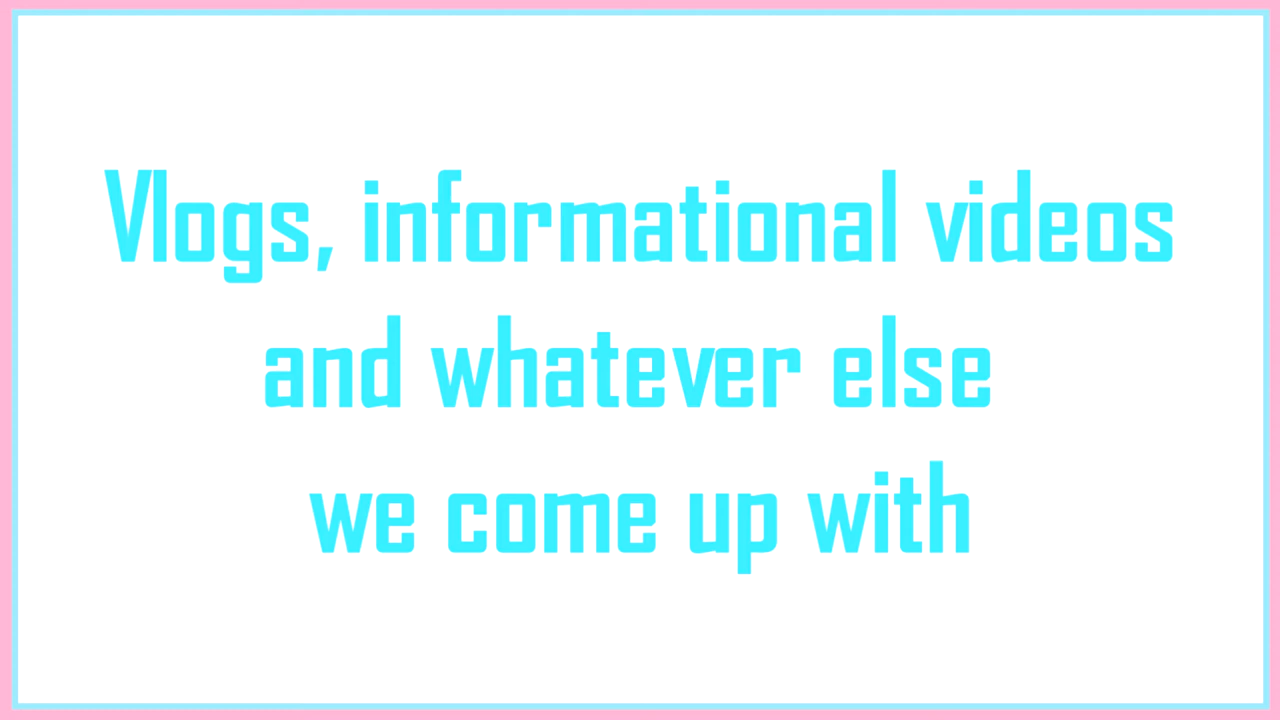 Vlogs, informational videos
and whatever else
we come up with